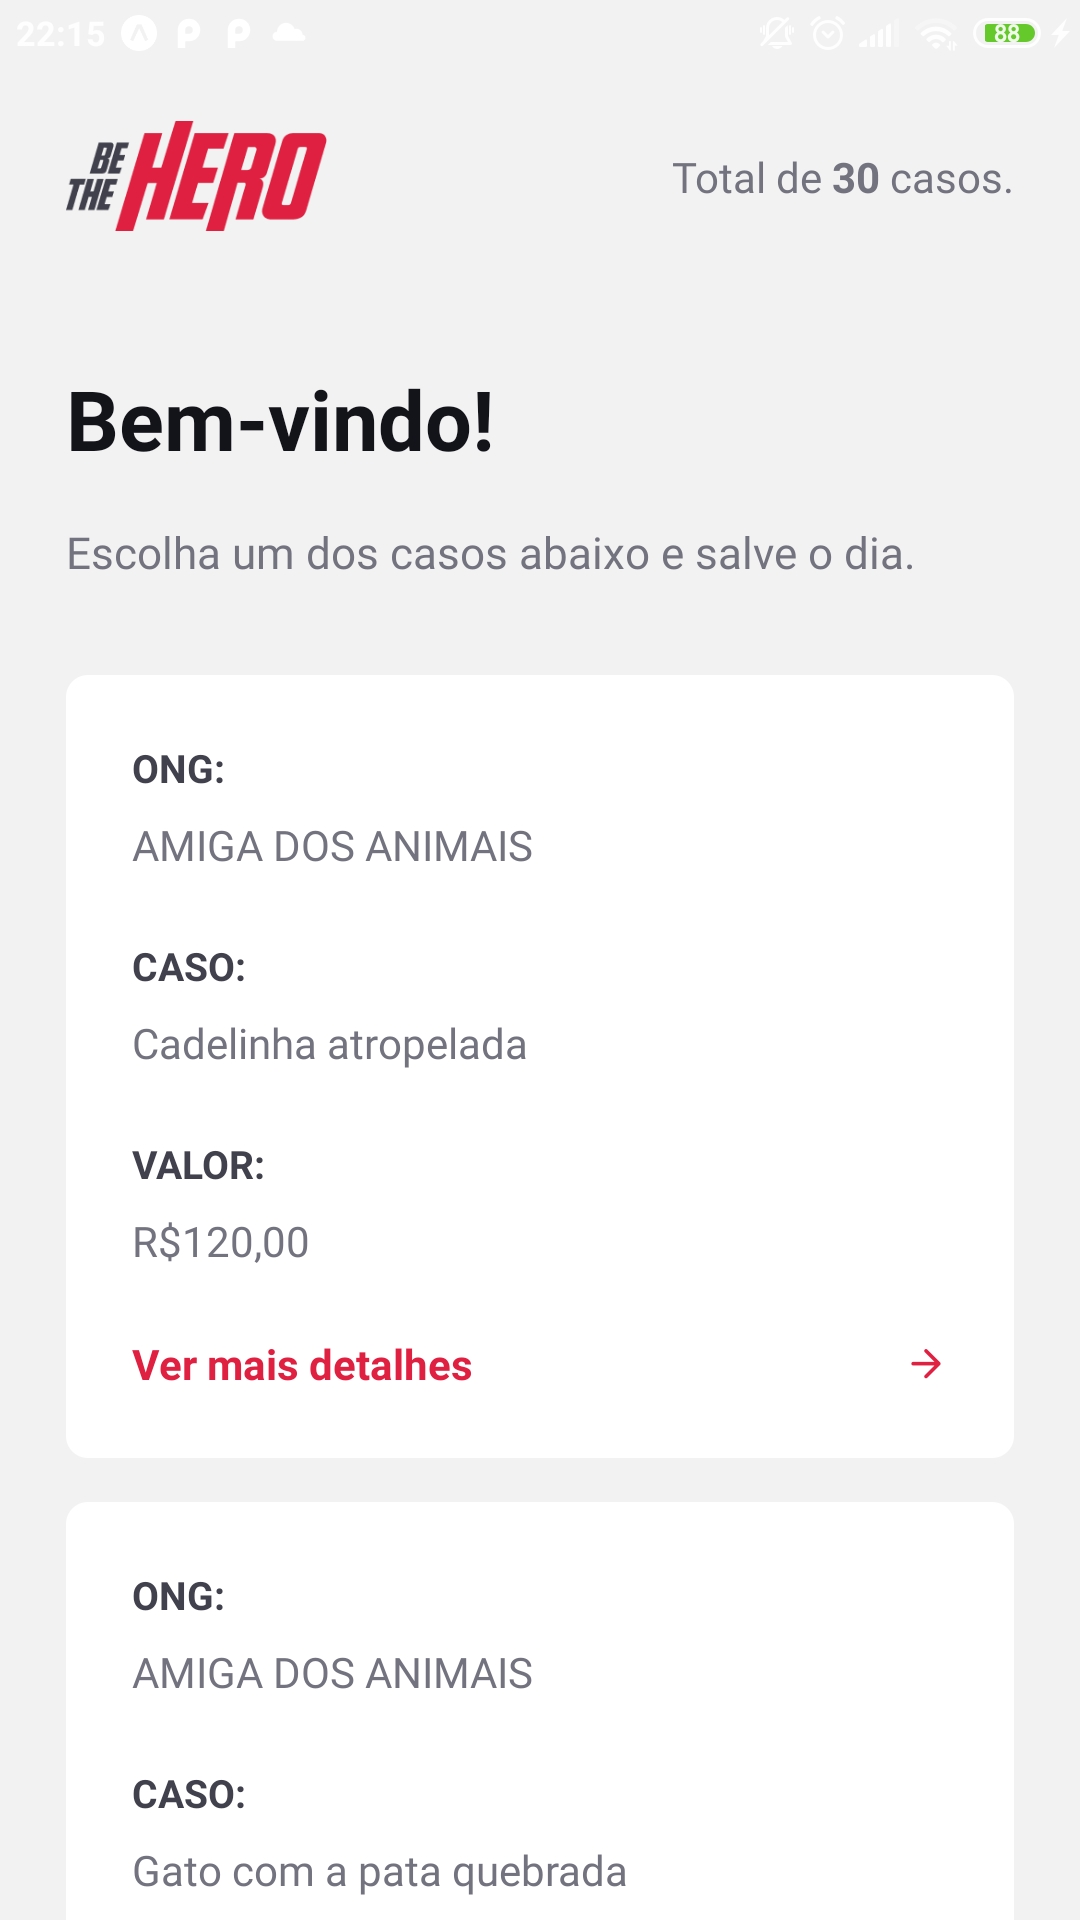 22:15
88
BE THE HERO
Total de 30 casos.
Bem-vindo!
Escolha um dos casos abaixo e salve o dia.
ONG:
AMIGA DOS ANIMAIS
CASO:
Cadelinha atropelada
VALOR:
R$120,00
Ver mais detalhes
ONG:
AMIGA DOS ANIMAIS
CASO:
Gato com a pata quebrada